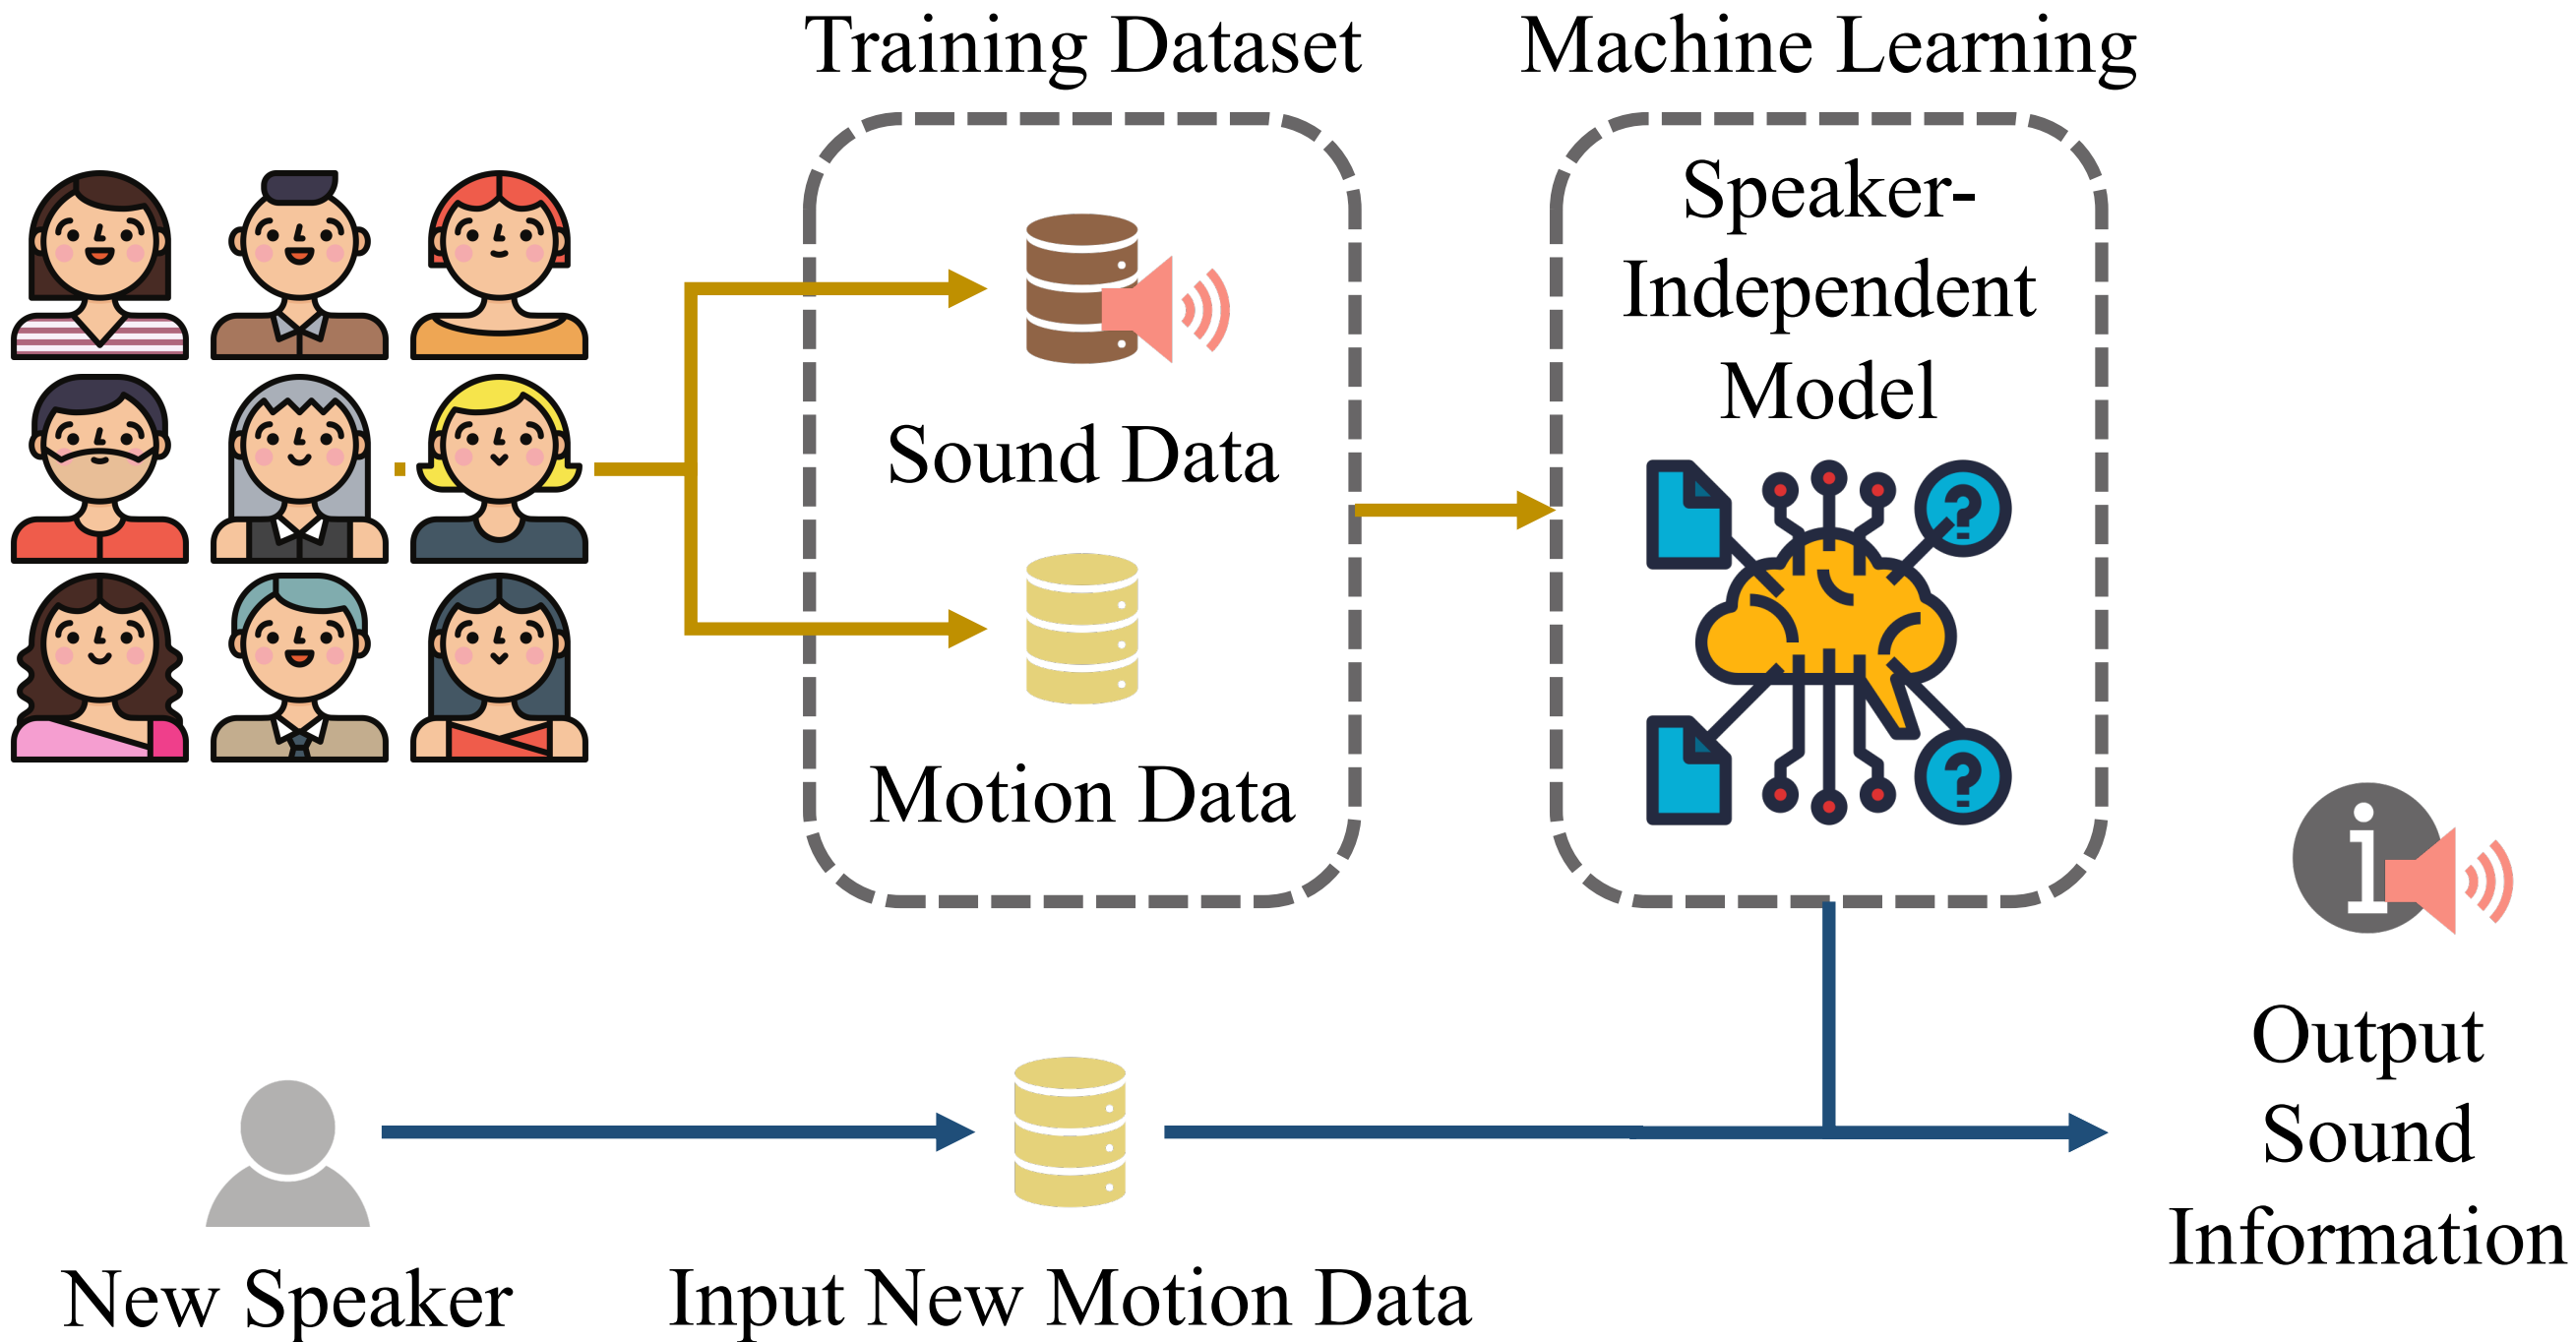 Training Dataset
Machine Learning
Speaker-
Independent
Model
Sound Data
Motion Data
Output
Sound
Information
New Speaker
Input New Motion Data